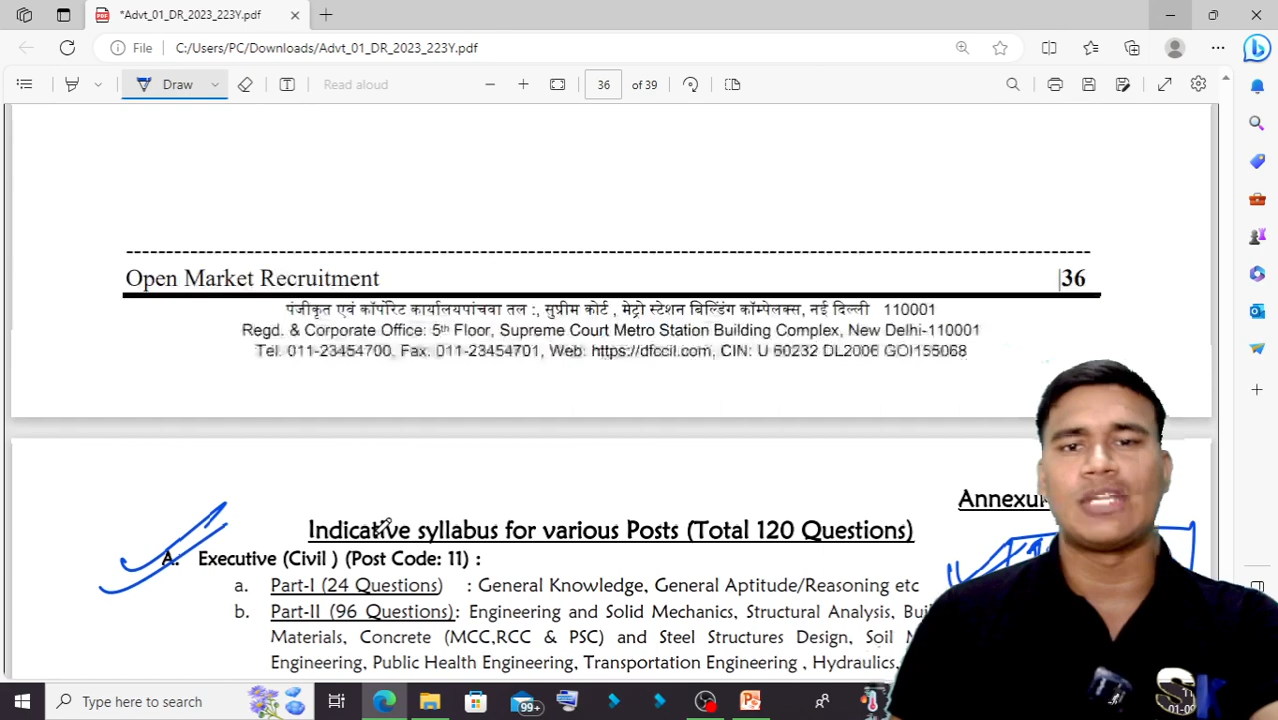 *Advt_01_DR_2023_223Y.pdf
File C:/Users/PC/Downloads/Advt_01_DR_2023_223Y.pdf
Draw Read aloud 36 of 39
Open Market Recruitment |36
पंजीकृत एवं कॉर्पोरेट कार्यालयपांचवा तल :, सुप्रीम कोर्ट , मेट्रो स्टेशन बिल्डिंग कॉम्पेलक्स, नई दिल्ली 110001
Regd. & Corporate Office: 5th Floor, Supreme Court Metro Station Building Complex, New Delhi-110001
Tel. 011-23454700, Fax. 011-23454701, Web: https://dfccil.com, CIN: U 60232 DL2006 GOI155068
Indicative syllabus for various Posts (Total 120 Questions)
A. Executive (Civil ) (Post Code: 11) :
a. Part-I (24 Questions) : General Knowledge, General Aptitude/Reasoning etc
b. Part-II (96 Questions): Engineering and Solid Mechanics, Structural Analysis,
Materials, Concrete (MCC,RCC & PSC) and Steel Structures Design, Soil
Engineering, Public Health Engineering, Transportation Engineering , Hydraulics,
Type here to search
99+
SK